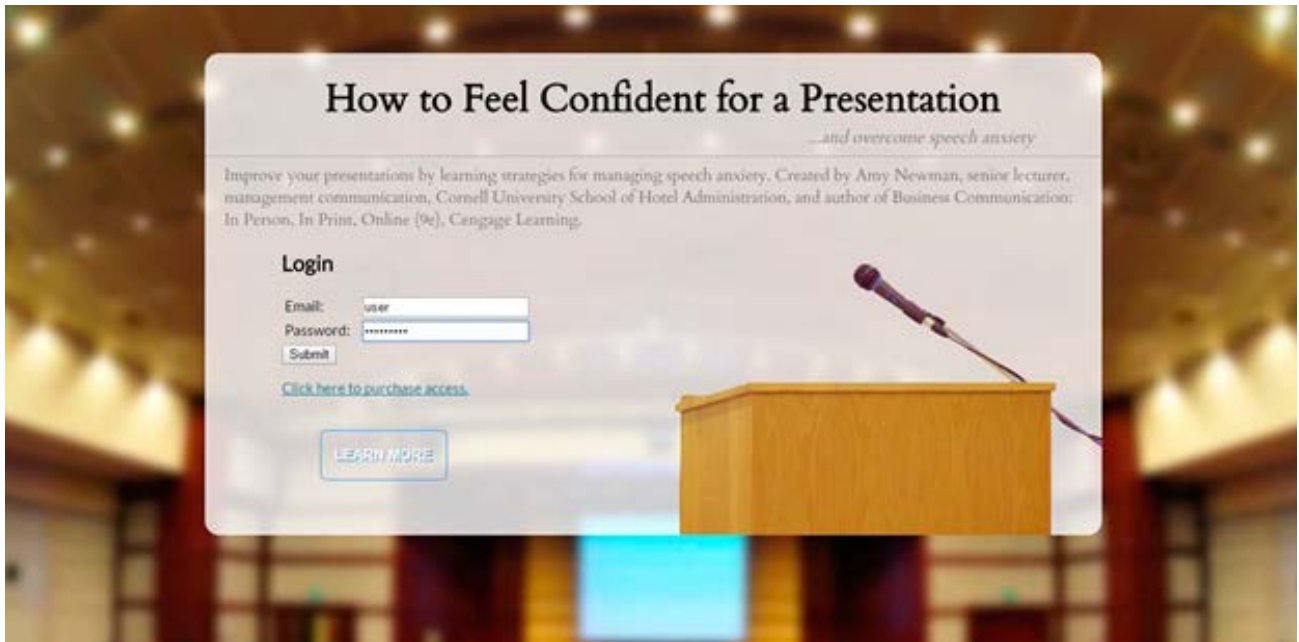 How to Feel Confident for a Presentation
...and overcome speech anxiety
Improve your presentations by learning strategies for managing speech anxiety. Created by Amy Newman, senior lecturer,
management communication, Cornell University School of Hotel Administration, and author of Business Communication:
In Person, In Print, Online (9e), Cengage Learning.
Login
Email: user
Password: •••••••••
Submit
Click here to purchase access.
LEARN MORE